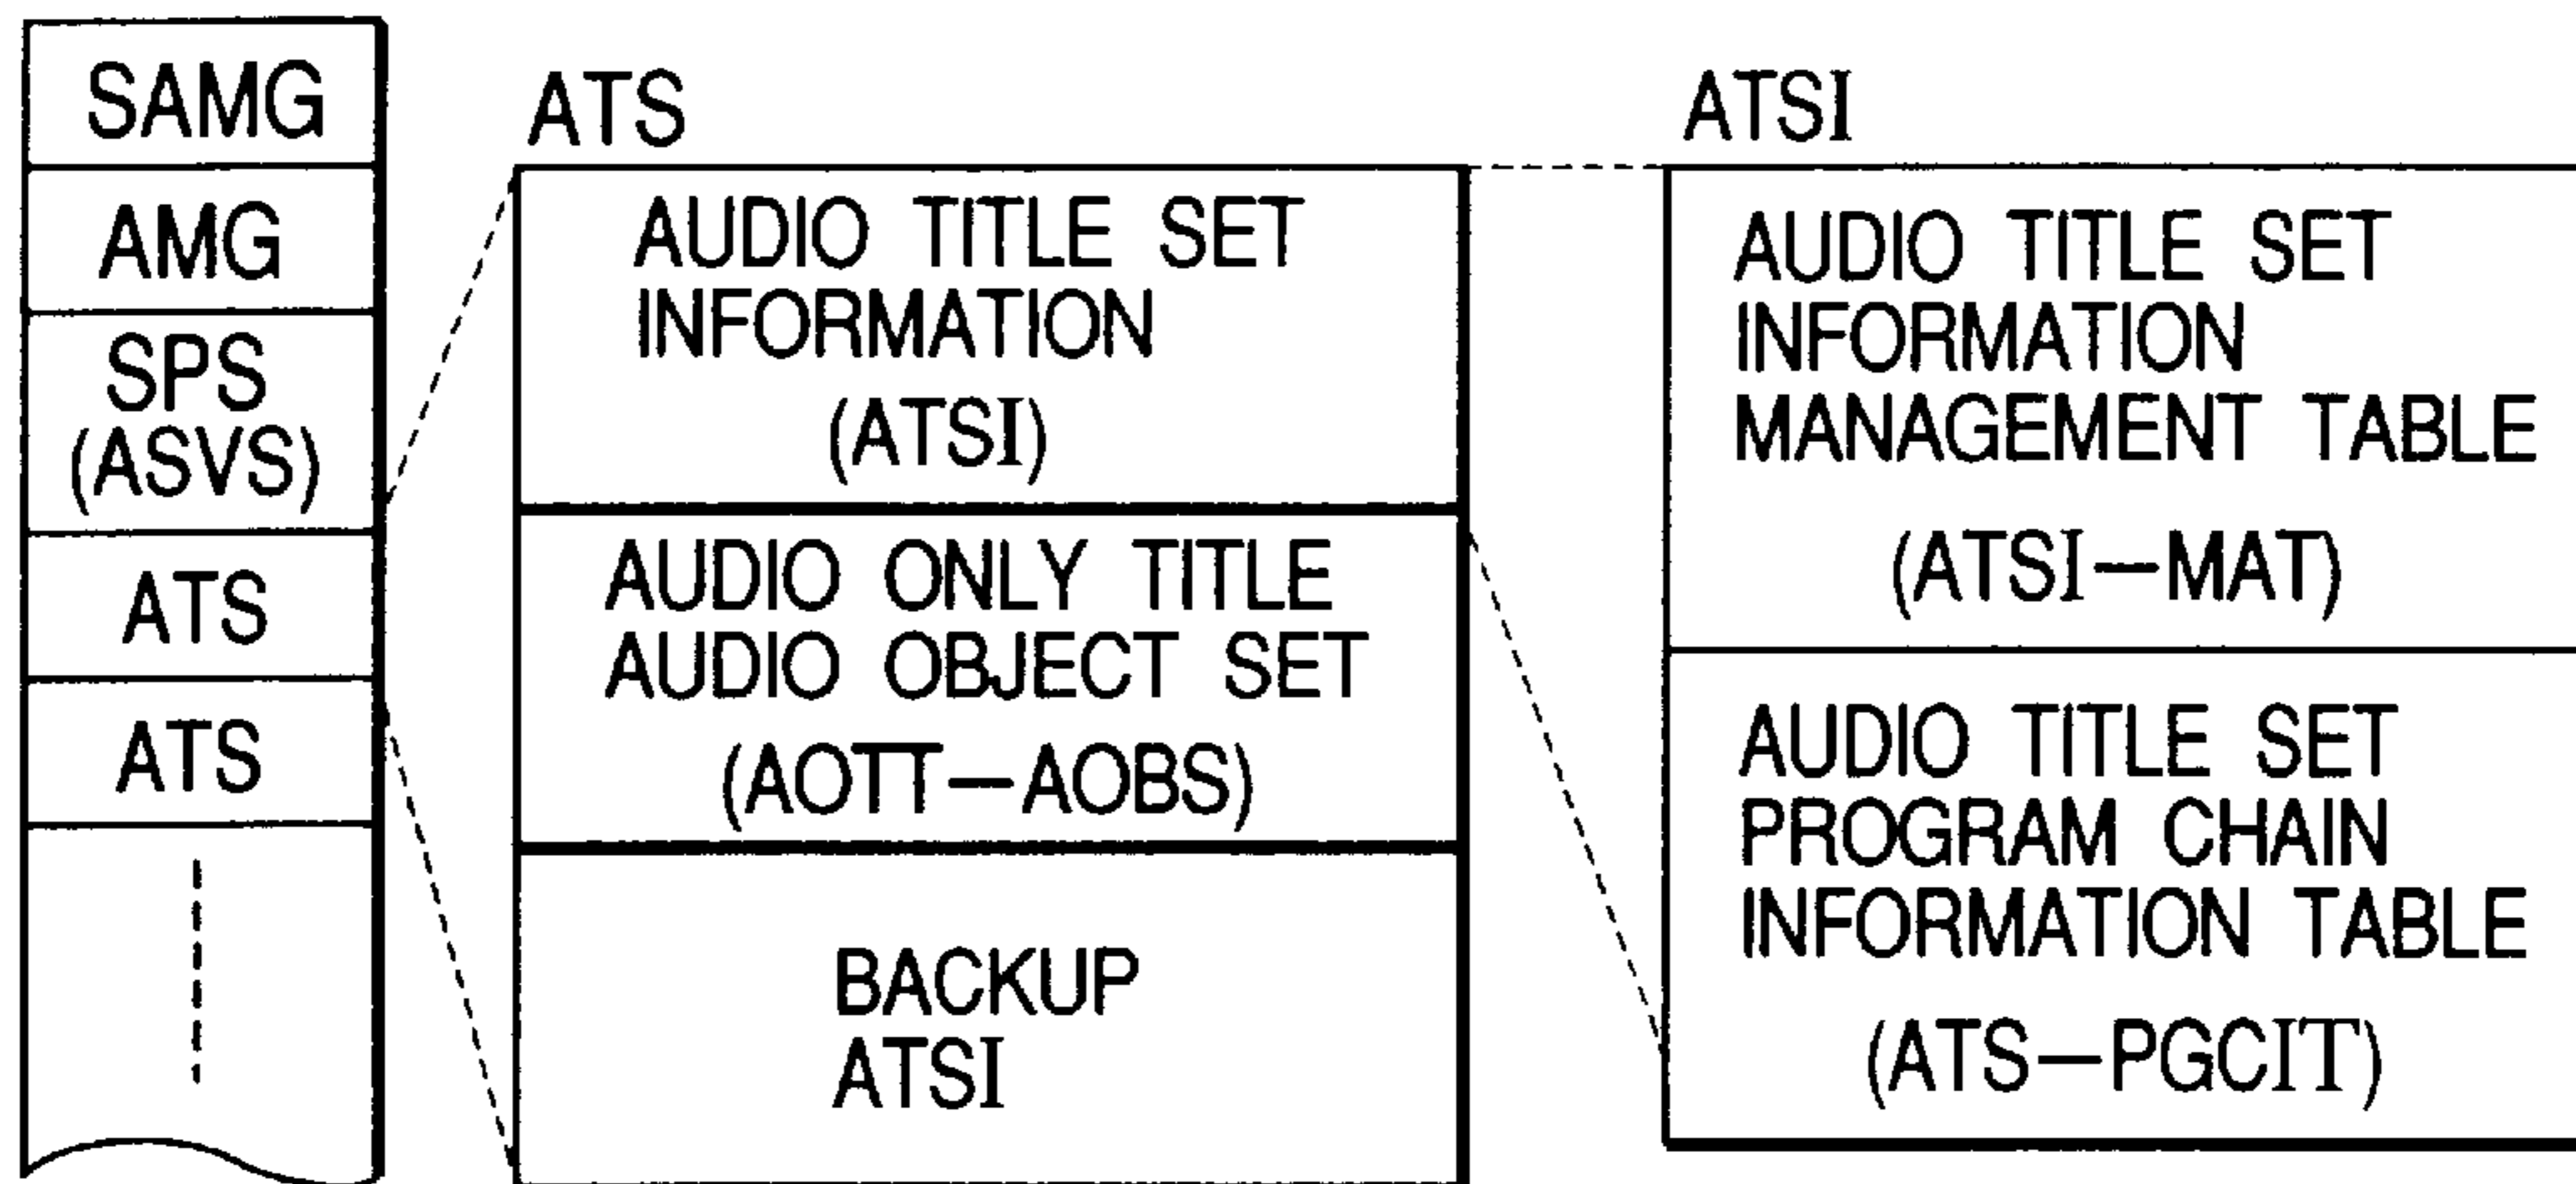 SAMG
AMG
SPS
(ASVS)
ATS
ATS
ATS
AUDIO TITLE SET
INFORMATION
(ATSI)
AUDIO ONLY TITLE
AUDIO OBJECT SET
(AOTT—AOBS)
BACKUP
ATSI
ATSI
AUDIO TITLE SET
INFORMATION
MANAGEMENT TABLE
(ATSI—MAT)
AUDIO TITLE SET
PROGRAM CHAIN
INFORMATION TABLE
(ATS—PGCIT)